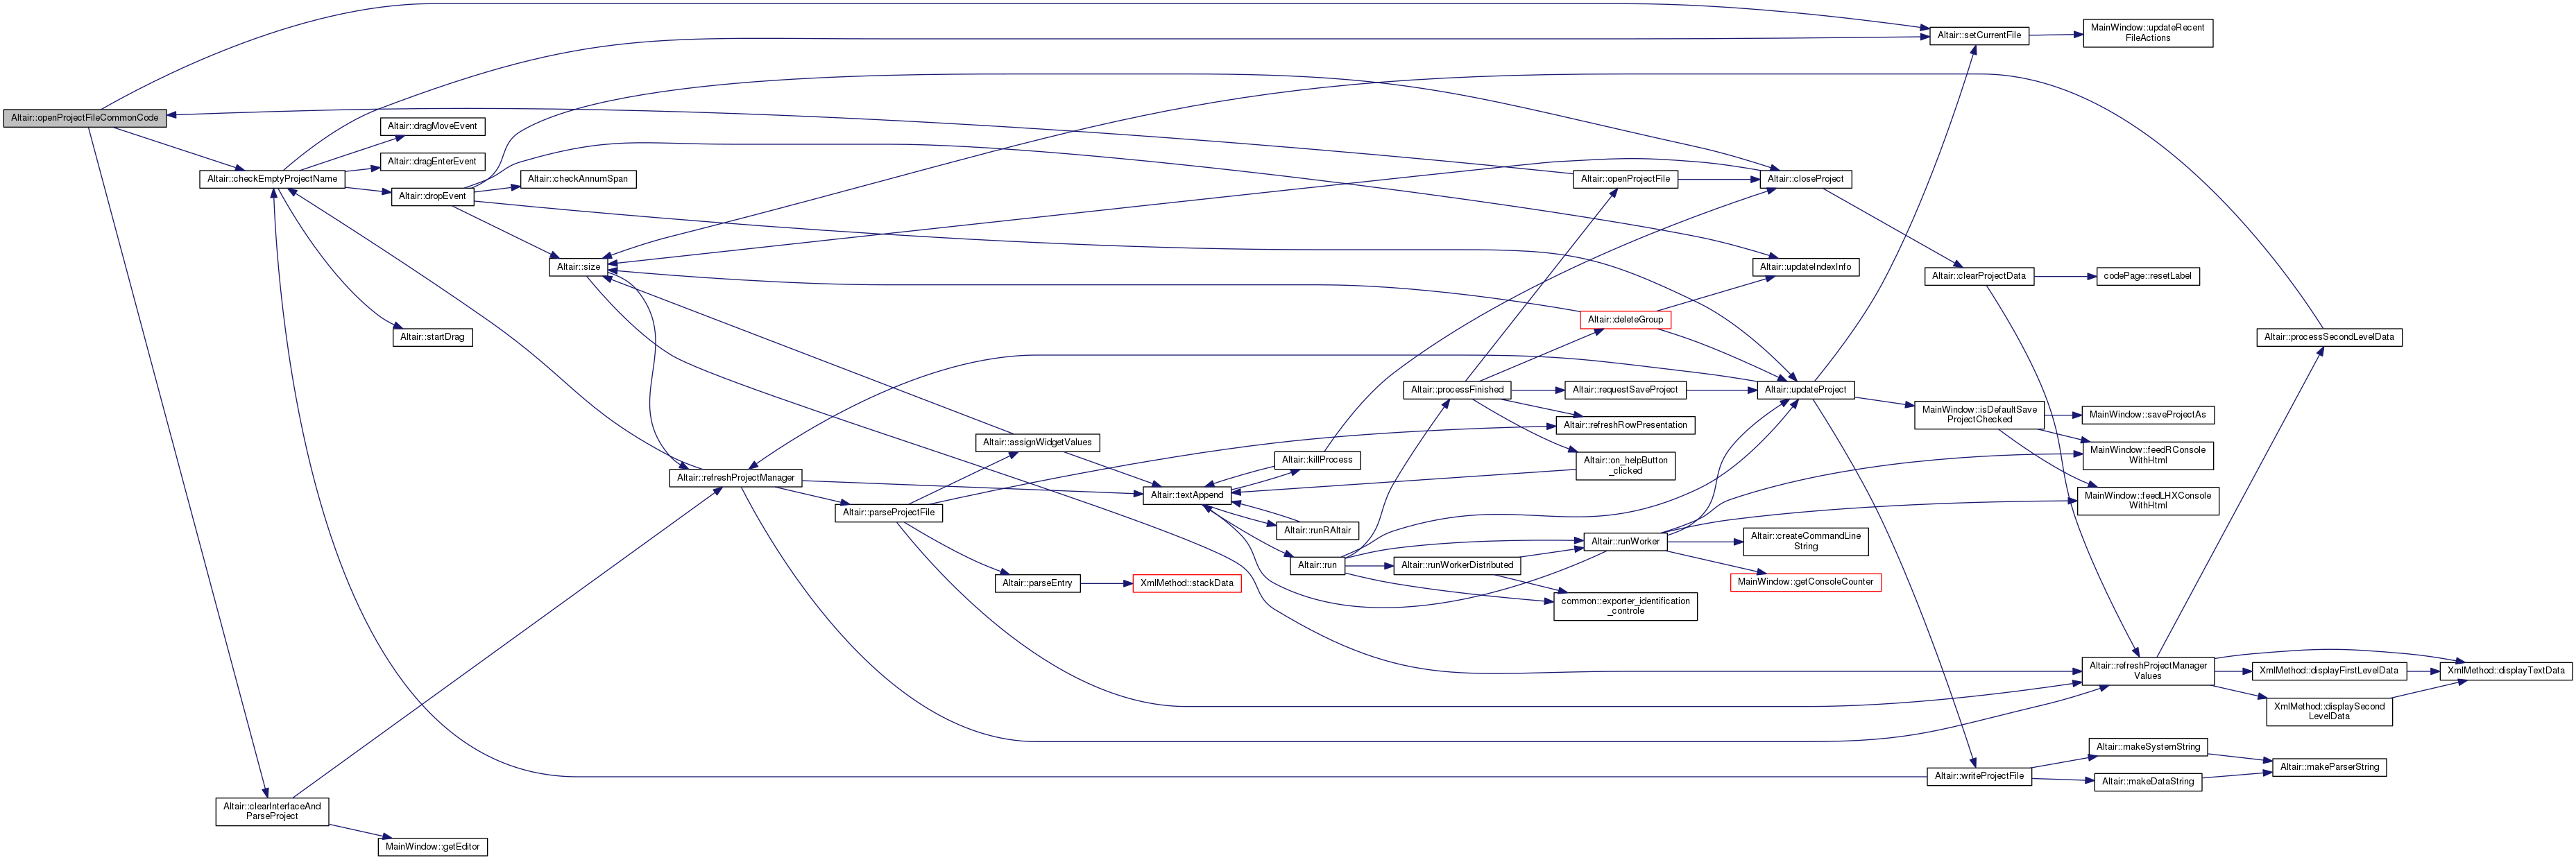 Altair::openProjectFileCommonCode
Altair::checkEmptyProjectName
Altair::clearInterfaceAnd
ParseProject
Altair::dragMoveEvent
Altair::dragEnterEvent
Altair::dropEvent
Altair::startDrag
MainWindow::getEditor
Altair::checkAnnumSpan
Altair::size
Altair::refreshProjectManager
Altair::parseProjectFile
Altair::assignWidgetValues
Altair::parseEntry
Altair::textAppend
XmlMethod::stackData
Altair::killProcess
Altair::runRAltair
Altair::run
Altair::processFinished
Altair::runWorkerDistributed
Altair::openProjectFile
Altair::deleteGroup
Altair::requestSaveProject
Altair::refreshRowPresentation
Altair::on_helpButton
_clicked
Altair::runWorker
common::exporter_identification
_controle
Altair::closeProject
Altair::updateIndexInfo
Altair::updateProject
Altair::createCommandLine
String
MainWindow::getConsoleCounter
Altair::setCurrentFile
Altair::clearProjectData
MainWindow::isDefaultSave
ProjectChecked
Altair::writeProjectFile
MainWindow::updateRecent
FileActions
codePage::resetLabel
MainWindow::saveProjectAs
MainWindow::feedRConsole
WithHtml
MainWindow::feedLHXConsole
WithHtml
Altair::refreshProjectManager
Values
Altair::makeSystemString
Altair::makeDataString
Altair::processSecondLevelData
XmlMethod::displayFirstLevelData
XmlMethod::displaySecond
LevelData
Altair::makeParserString
XmlMethod::displayTextData